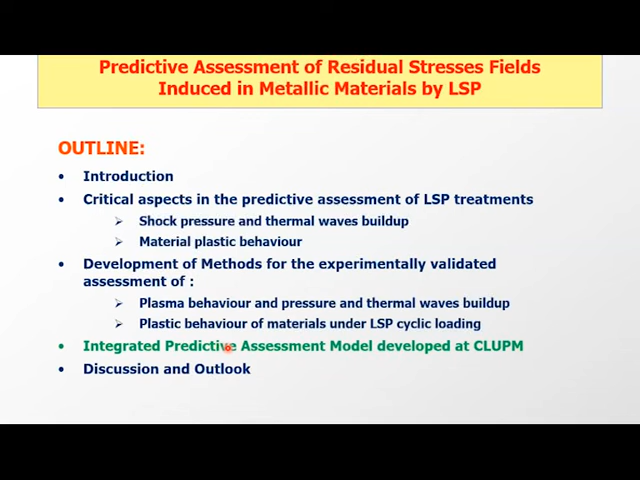 Predictive Assessment of Residual Stresses Fields
Induced in Metallic Materials by LSP
OUTLINE:
• Introduction
• Critical aspects in the predictive assessment of LSP treatments
➢ Shock pressure and thermal waves buildup
➢ Material plastic behaviour
• Development of Methods for the experimentally validated
assessment of :
➢ Plasma behaviour and pressure and thermal waves buildup
➢ Plastic behaviour of materials under LSP cyclic loading
• Integrated Predictive Assessment Model developed at CLUPM
• Discussion and Outlook